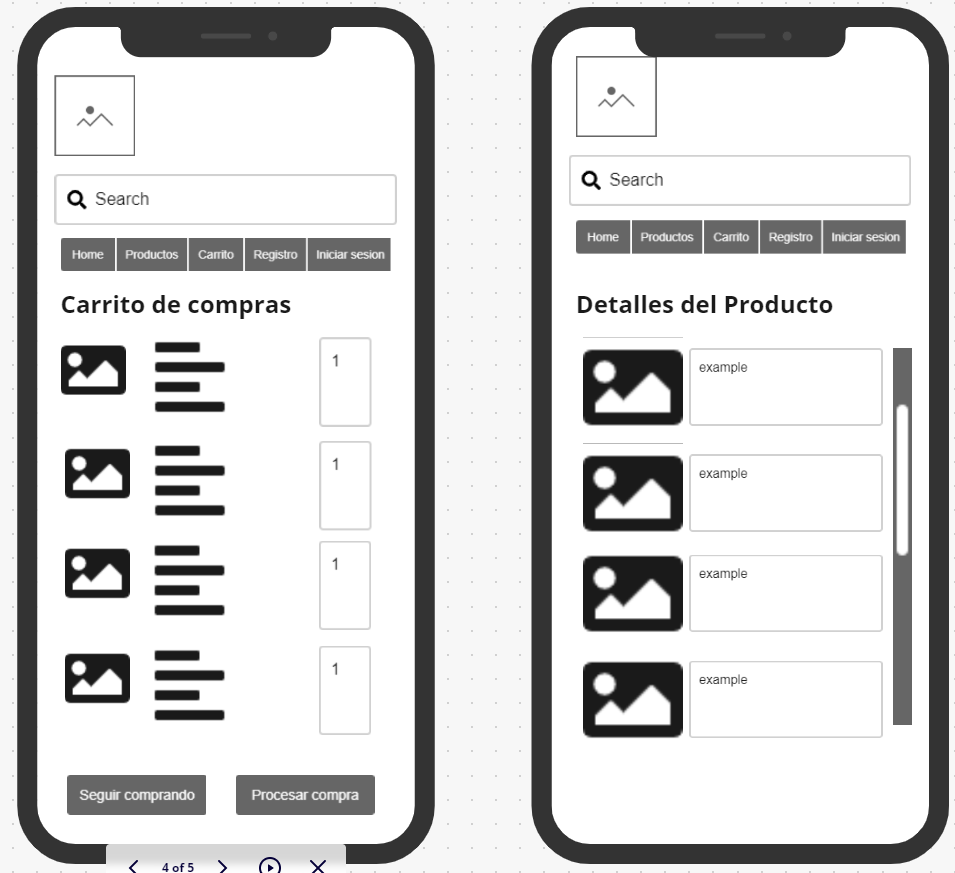 Search
Home Productos Carrito Registro Iniciar sesion
Carrito de compras
1
1
1
1
Seguir comprando Procesar compra
4 of 5
Search
Home Productos Carrito Registro Iniciar sesion
Detalles del Producto
example
example
example
example